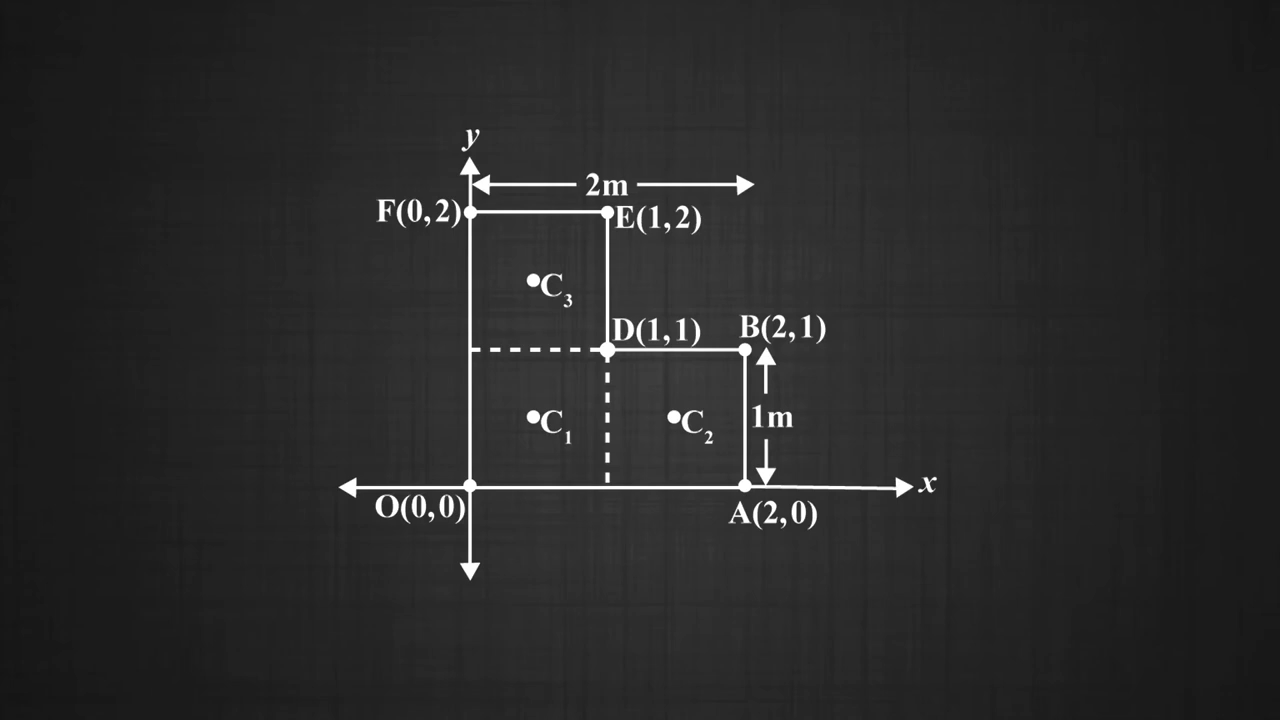 y
2m
F(0,2)
E(1,2)
C3
D(1,1)
B(2,1)
C1
C2
1m
x
O(0,0)
A(2,0)